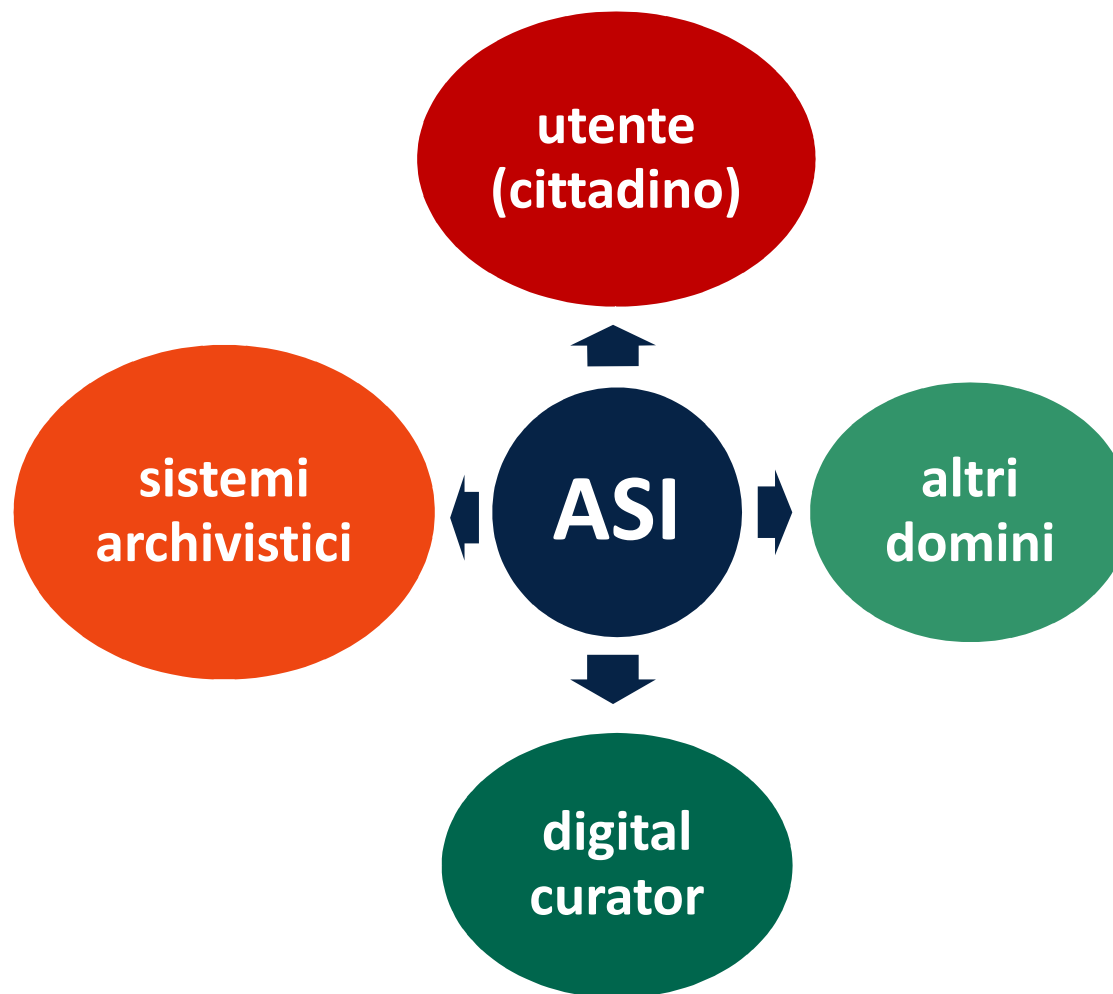 utente
(cittadino)
sistemi
archivistici
ASI
altri
domini
digital
curator